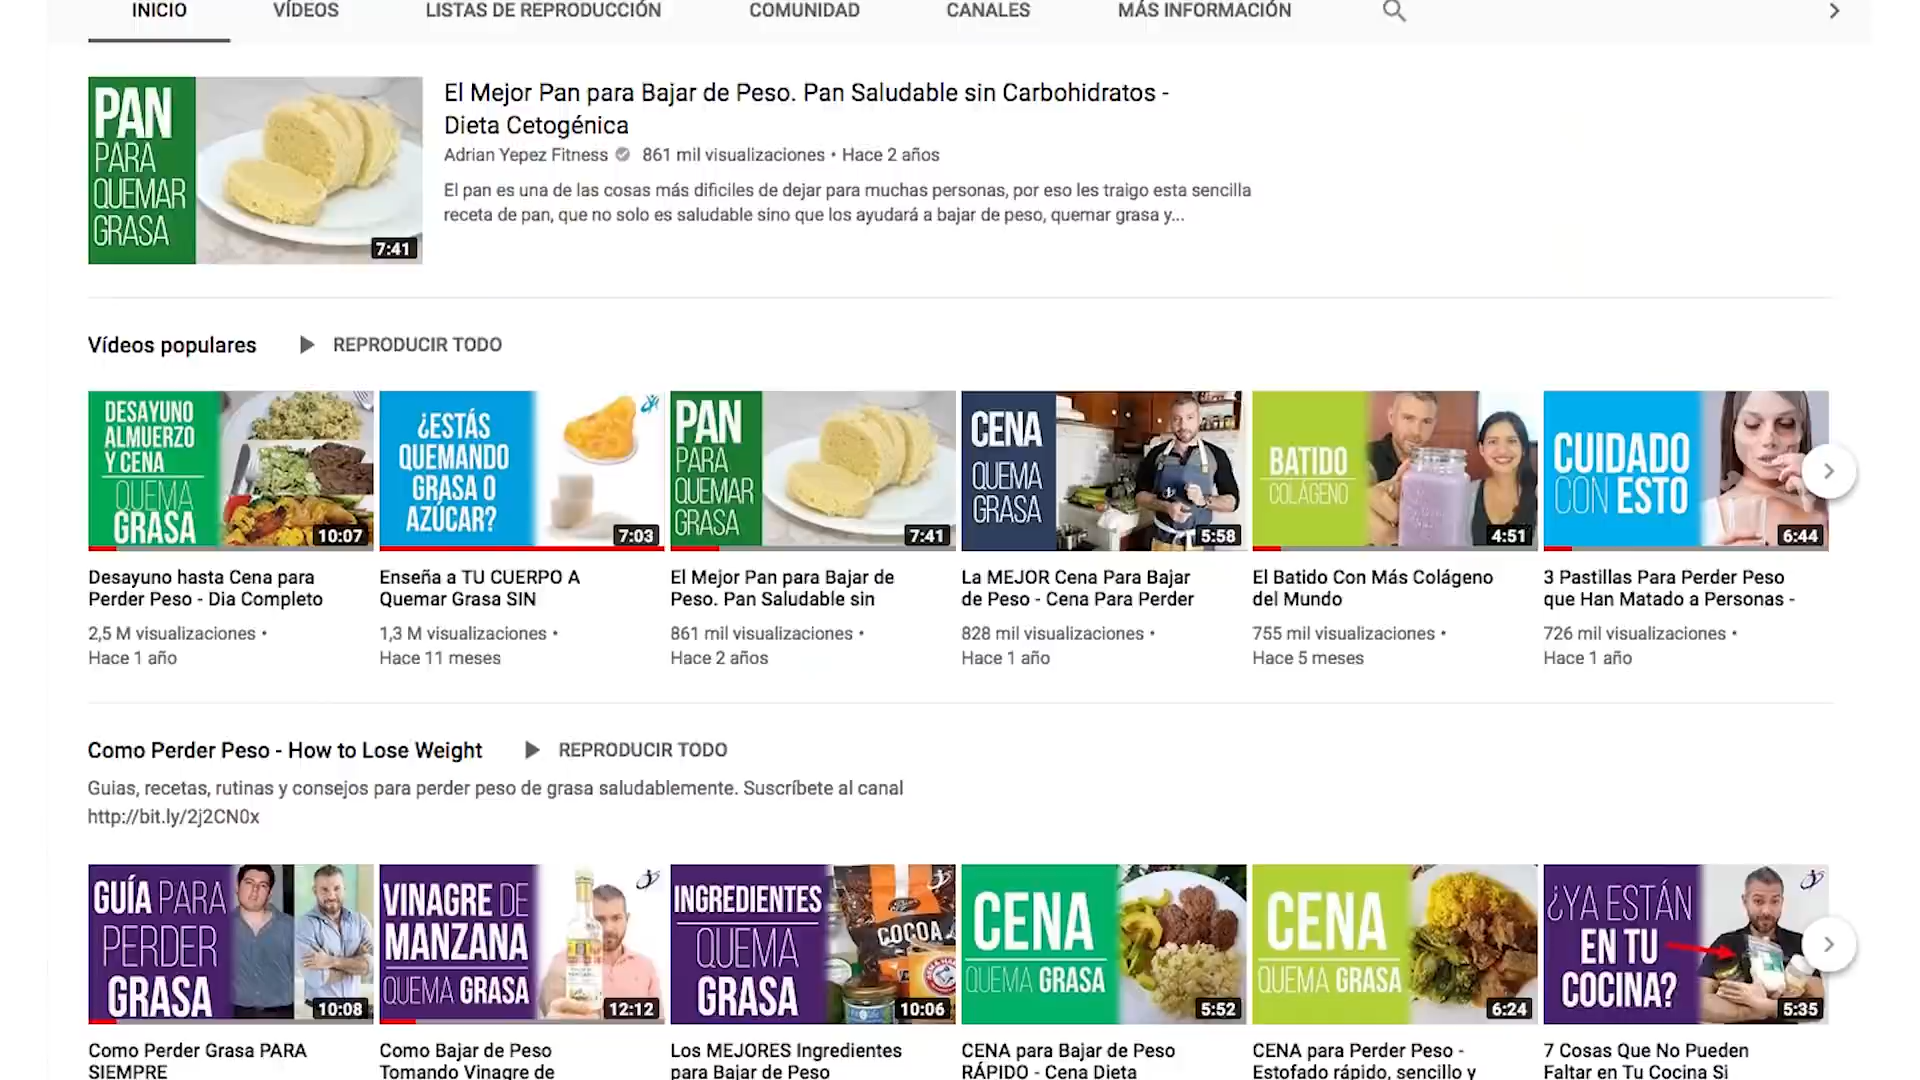 INICIO VÍDEOS LISTAS DE REPRODUCCIÓN COMUNIDAD CANALES MÁS INFORMACIÓN
PAN
PARA
QUEMAR
GRASA
7:41
El Mejor Pan para Bajar de Peso. Pan Saludable sin Carbohidratos -
Dieta Cetogénica
Adrian Yepez Fitness 861 mil visualizaciones • Hace 2 años
El pan es una de las cosas más dificiles de dejar para muchas personas, por eso les traigo esta sencilla
receta de pan, que no solo es saludable sino que los ayudará a bajar de peso, quemar grasa y...
Vídeos populares REPRODUCIR TODO
DESAYUNO
ALMUERZO
Y CENA
QUEMA
GRASA
10:07
Desayuno hasta Cena para
Perder Peso - Dia Completo
2,5 M visualizaciones •
Hace 1 año
¿ESTÁS
QUEMANDO
GRASA O
AZÚCAR?
7:03
Enseña a TU CUERPO A
Quemar Grasa SIN
1,3 M visualizaciones •
Hace 11 meses
PAN
PARA
QUEMAR
GRASA
7:41
El Mejor Pan para Bajar de
Peso. Pan Saludable sin
861 mil visualizaciones •
Hace 2 años
CENA
QUEMA
GRASA
5:58
La MEJOR Cena Para Bajar
de Peso - Cena Para Perder
828 mil visualizaciones •
Hace 1 año
BATIDO
COLÁGENO
4:51
El Batido Con Más Colágeno
del Mundo
755 mil visualizaciones •
Hace 5 meses
CUIDADO
CON ESTO
6:44
3 Pastillas Para Perder Peso
que Han Matado a Personas -
726 mil visualizaciones •
Hace 1 año
Como Perder Peso - How to Lose Weight REPRODUCIR TODO
Guias, recetas, rutinas y consejos para perder peso de grasa saludablemente. Suscríbete al canal
http://bit.ly/2j2CN0x
GUÍA PARA
PERDER
GRASA
10:08
Como Perder Grasa PARA
SIEMPRE
VINAGRE DE
MANZANA
QUEMA GRASA
12:12
Como Bajar de Peso
Tomando Vinagre de
INGREDIENTES
QUEMA
GRASA
COCOA
10:06
Los MEJORES Ingredientes
para Bajar de Peso
CENA
QUEMA GRASA
5:52
CENA para Bajar de Peso
RÁPIDO - Cena Dieta
CENA
QUEMA GRASA
6:24
CENA para Perder Peso -
Estofado rápido, sencillo y
¿YA ESTÁN
EN TU
COCINA?
5:35
7 Cosas Que No Pueden
Faltar en Tu Cocina Si